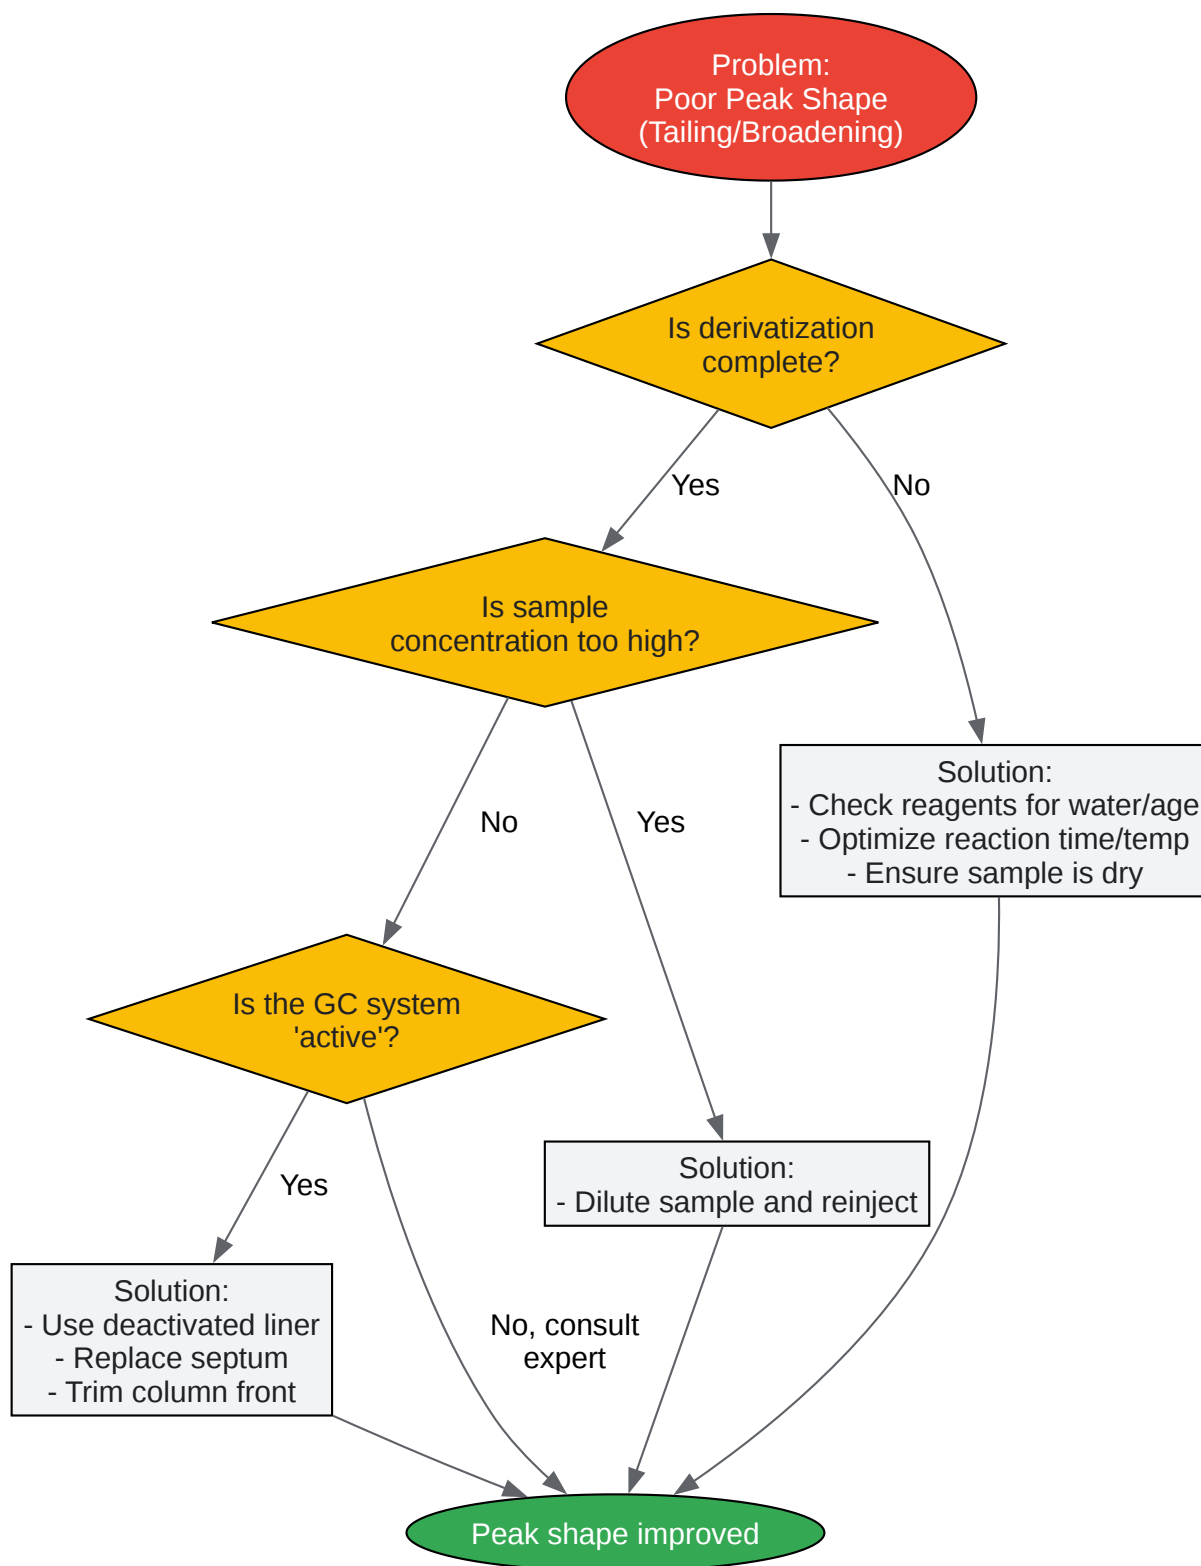 Problem:
Poor Peak Shape
(Tailing/Broadening)
Is derivatization
complete?
Yes
No
Is sample
concentration too high?
Solution:
- Check reagents for water/age
- Optimize reaction time/temp
- Ensure sample is dry
No
Yes
Is the GC system
'active'?
Solution:
- Dilute sample and reinject
Yes
Solution:
- Use deactivated liner
- Replace septum
- Trim column front
No, consult
expert
Peak shape improved